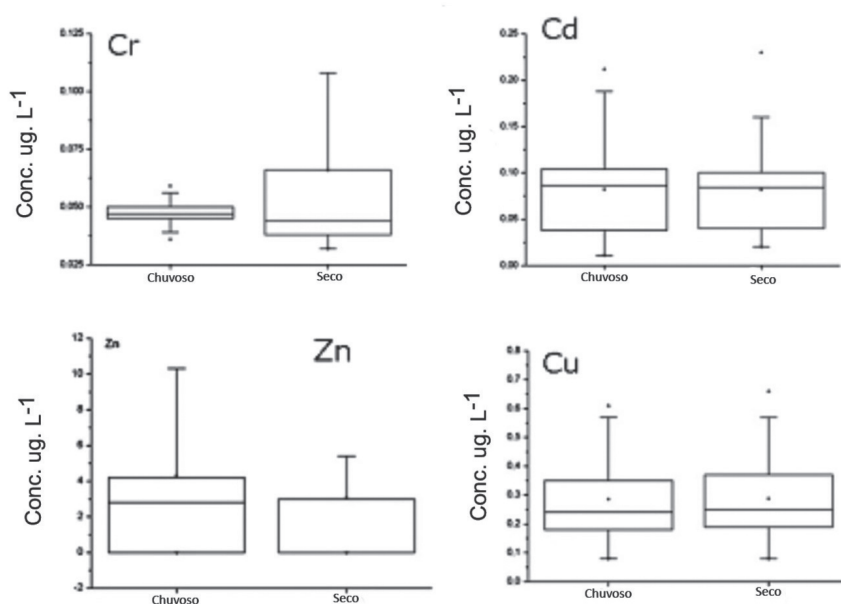 Cr
Conc. ug. L-1
0.125
0.100
0.075
0.050
0.025
Chuvoso
Seco
Cd
Conc. ug. L-1
0.25
0.20
0.15
0.10
0.05
0.00
Chuvoso
Seco
Zn
Zn
Conc. ug. L-1
12
10
8
6
4
2
0
-2
Chuvoso
Seco
Cu
Conc. ug. L-1
0.8
0.7
0.6
0.5
0.4
0.3
0.2
0.1
0.0
Chuvoso
Seco